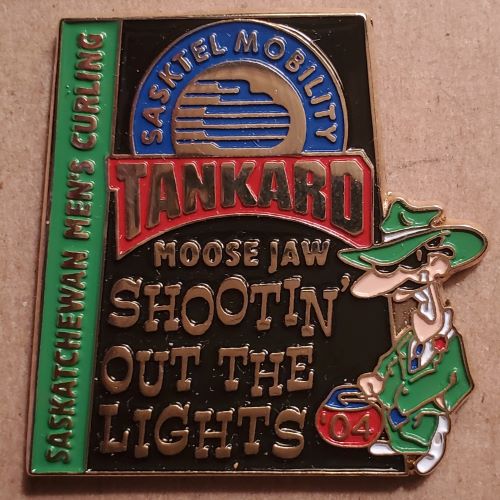 SASKATCHEWAN MEN'S CURLING
SASKTEL MOBILITY
TANKARD
MOOSE JAW
SHOOTIN'
OUT THE
LIGHTS
'04